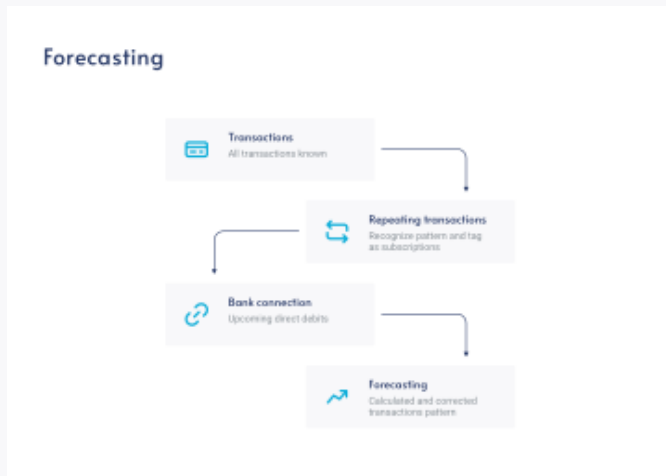 Forecasting
Transactions
All transactions known
Repeating transactions
Recognize pattern and tag
as subscriptions
Bank connection
Upcoming direct debits
Forecasting
Calculated and corrected
transactions pattern